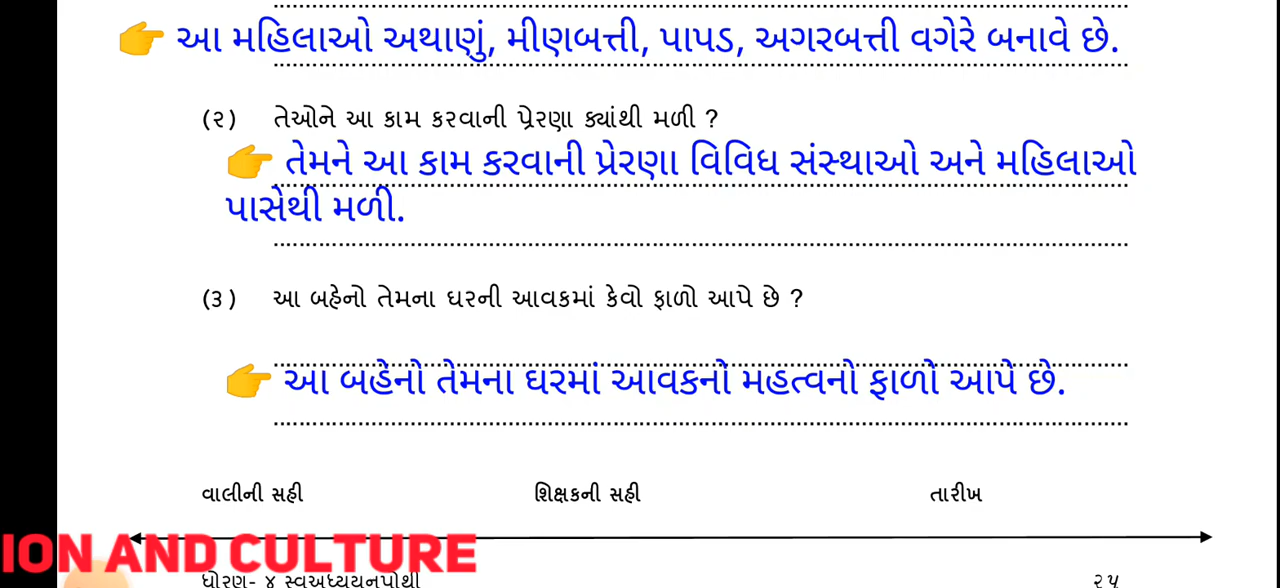 👉 આ મહિલાઓ અથાણું, મીણબત્તી, પાપડ, અગરબત્તી વગેરે બનાવે છે.
(૨) તેઓને આ કામ કરવાની પ્રેરણા ક્યાંથી મળી ?
👉 તેમને આ કામ કરવાની પ્રેરણા વિવિધ સંસ્થાઓ અને મહિલાઓ
પાસેથી મળી.
(૩) આ બહેનો તેમના ઘરની આવકમાં કેવો ફાળો આપે છે ?
👉 આ બહેનો તેમના ઘરમાં આવકનો મહત્વનો ફાળો આપે છે.
વાલીની સહી શિક્ષકની સહી તારીખ
ION AND CULTURE
ધોરણ- ૪ સ્વઅધ્યયનપોથી ૨૫